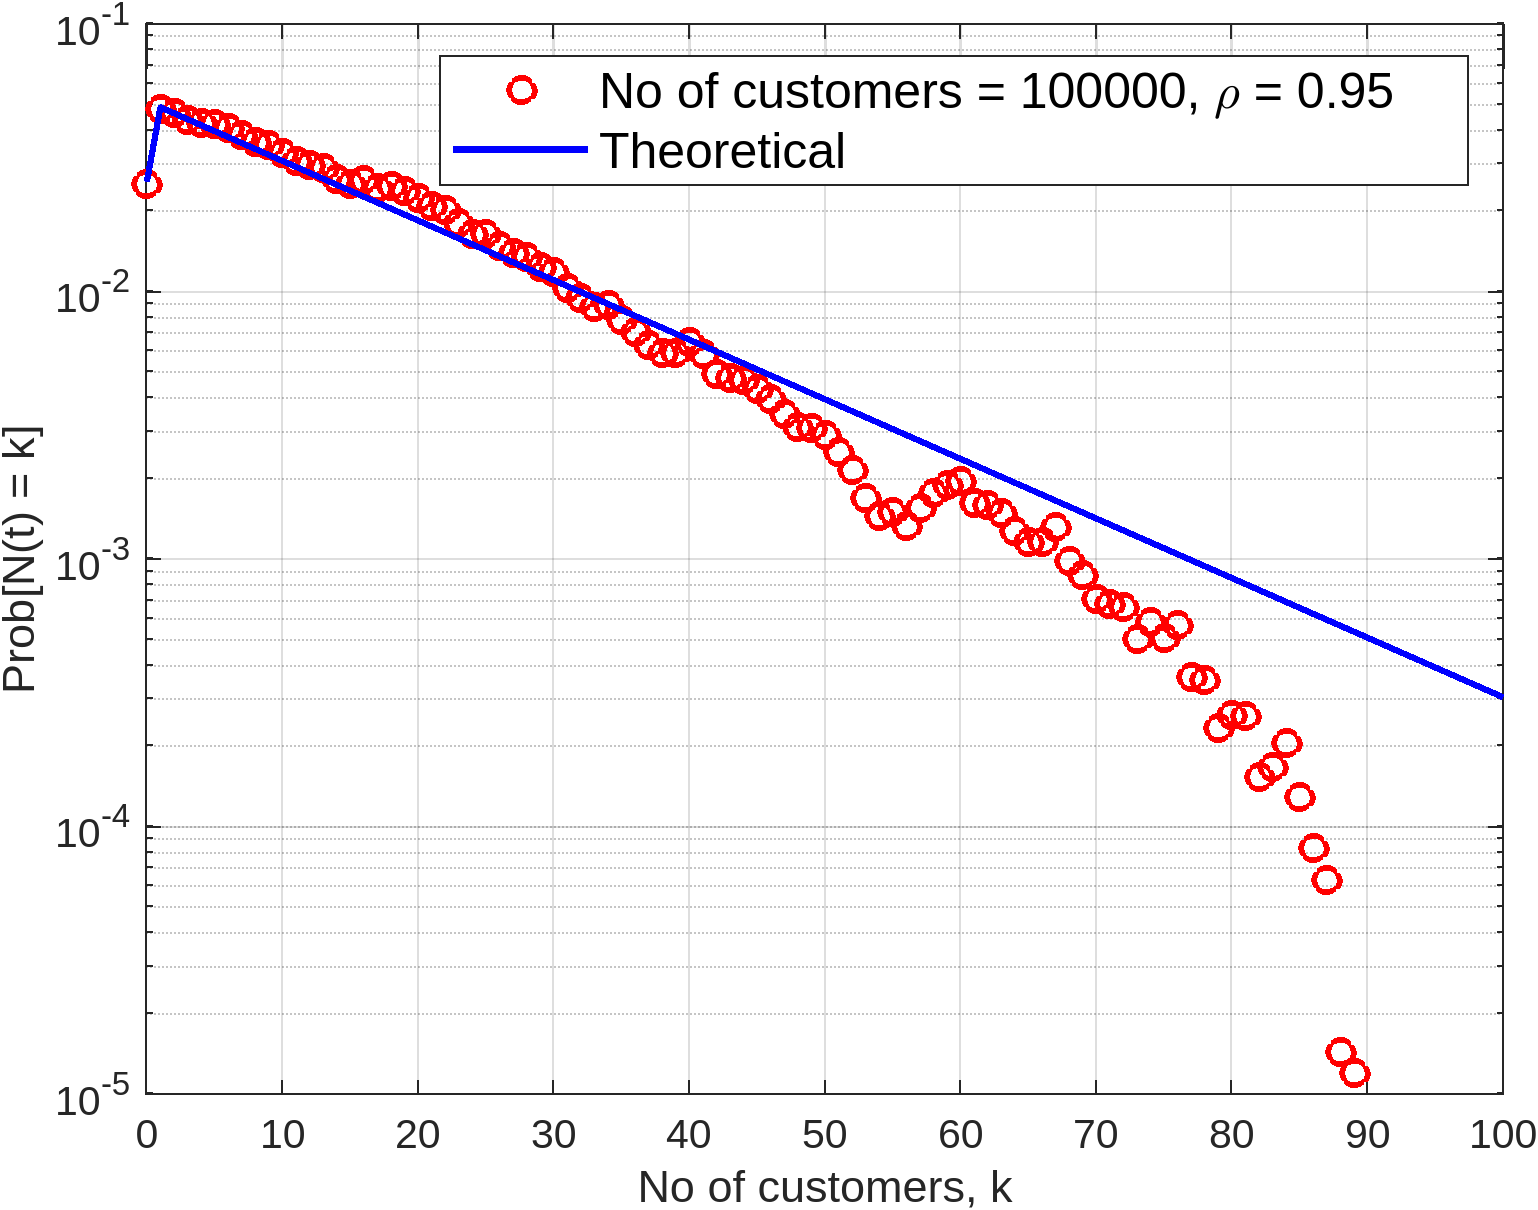 No of customers = 100000, ρ = 0.95
Theoretical
Prob[N(t) = k]
10^-1
10^-2
10^-3
10^-4
10^-5
0 10 20 30 40 50 60 70 80 90 100
No of customers, k